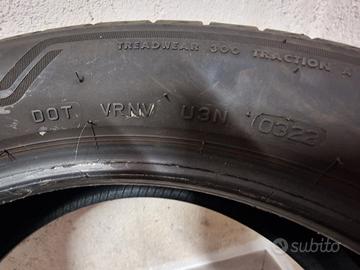 TREADWEAR 300 TRACTION A
DOT VRNV U3N 0322
subito